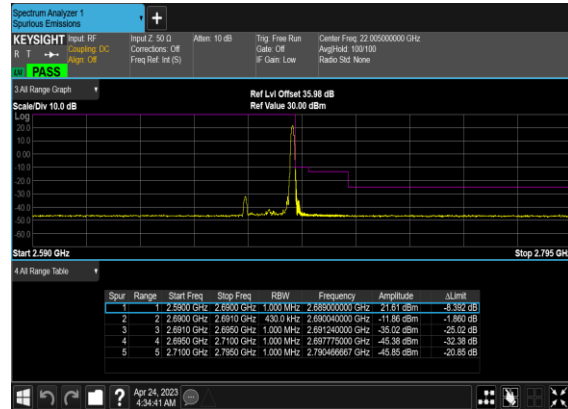 Spectrum Analyzer 1
Spurious Emissions
+
KEYSIGHT Input: RF Input Z: 50 Ω Atten: 10 dB Trig: Free Run Center Freq: 22.005000000 GHz
R T Coupling: DC Corrections: Off Gate: Off Avg|Hold: 100/100
Align: Off Freq Ref: Int (S) IF Gain: Low Radio Std: None
LU PASS
3 All Range Graph
Ref Lvl Offset 35.98 dB
Scale/Div 10.0 dB Ref Value 30.00 dBm
Log
20.0
10.0
0.00
-10.0
-20.0
-30.0
-40.0
-50.0
-60.0
Start 2.590 GHz Stop 2.795 GHz
4 All Range Table
Spur Range Start Freq Stop Freq RBW Frequency Amplitude ΔLimit
1 1 2.5900 GHz 2.6900 GHz 1.000 MHz 2.689000000 GHz 21.61 dBm -8.392 dB
2 2 2.6900 GHz 2.6910 GHz 430.0 kHz 2.690040000 GHz -11.86 dBm -1.860 dB
3 3 2.6910 GHz 2.6950 GHz 1.000 MHz 2.691240000 GHz -35.02 dBm -25.02 dB
4 4 2.6950 GHz 2.7100 GHz 1.000 MHz 2.697775000 GHz -45.38 dBm -32.38 dB
5 5 2.7100 GHz 2.7950 GHz 1.000 MHz 2.790466667 GHz -45.85 dBm -20.85 dB
? Apr 24, 2023
4:34:41 AM